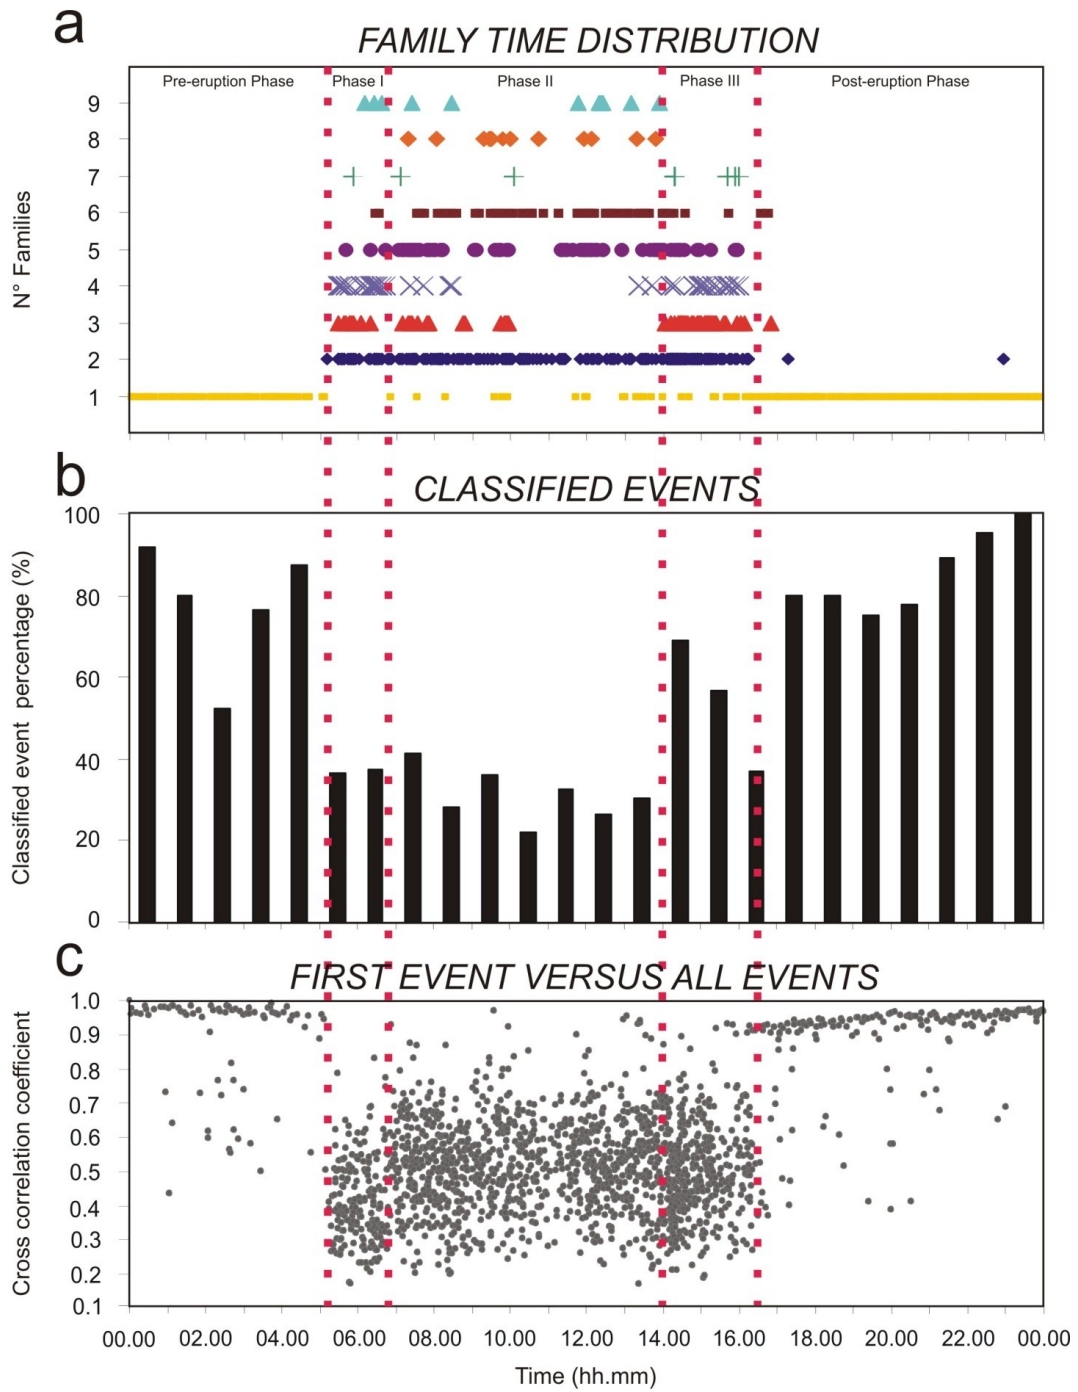 a
FAMILY TIME DISTRIBUTION
Pre-eruption Phase Phase I Phase II Phase III Post-eruption Phase
N° Families
9
8
7
6
5
4
3
2
1
b
CLASSIFIED EVENTS
Classified event percentage (%)
100
80
60
40
20
0
c
FIRST EVENT VERSUS ALL EVENTS
Cross correlation coefficient
1.0
0.9
0.8
0.7
0.6
0.5
0.4
0.3
0.2
0.1
00.00 02.00 04.00 06.00 08.00 10.00 12.00 14.00 16.00 18.00 20.00 22.00 00.00
Time (hh.mm)